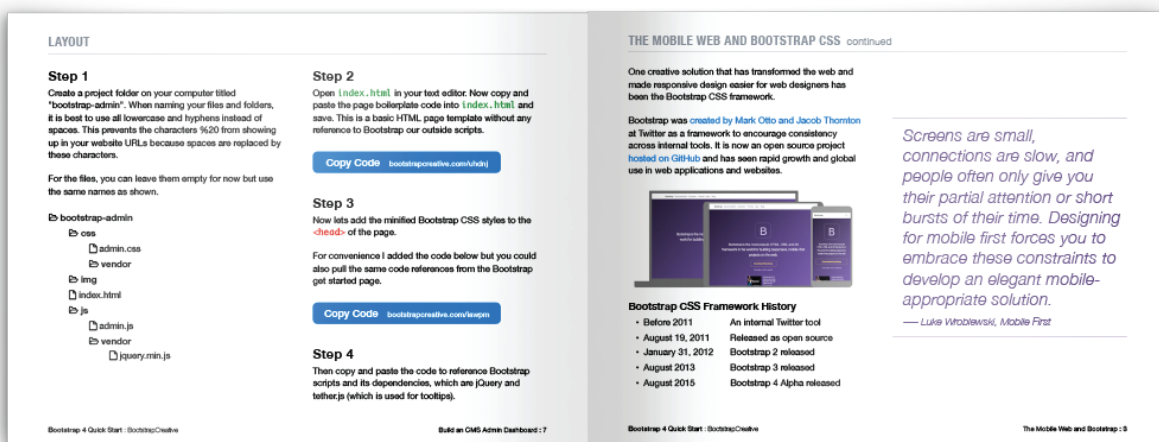 LAYOUT
Step 1
Create a project folder on your computer titled
"bootstrap-admin". When naming your files and folders,
it is best to use all lowercase and hyphens instead of
spaces. This prevents the characters %20 from showing
up in your website URLs because spaces are replaced by
these characters.
For the files, you can leave them empty for now but use
the same names as shown.
bootstrap-admin
css
admin.css
vendor
img
index.html
js
admin.js
vendor
jquery.min.js
Step 2
Open index.html in your text editor. Now copy and
paste the page boilerplate code into index.html and
save. This is a basic HTML page template without any
reference to Bootstrap our outside scripts.
Copy Code bootstrapcreative.com/uhdnj
Step 3
Now lets add the minified Bootstrap CSS styles to the
<head> of the page.
For convenience I added the code below but you could
also pull the same code references from the Bootstrap
get started page.
Copy Code bootstrapcreative.com/iewpm
Step 4
Then copy and paste the code to reference Bootstrap
scripts and its dependencies, which are jQuery and
tether.js (which is used for tooltips).
Bootstrap 4 Quick Start : BootstrapCreative
Build an CMS Admin Dashboard : 7
THE MOBILE WEB AND BOOTSTRAP CSS continued
One creative solution that has transformed the web and
made responsive design easier for web designers has
been the Bootstrap CSS framework.
Bootstrap was created by Mark Otto and Jacob Thornton
at Twitter as a framework to encourage consistency
across internal tools. It is now an open source project
hosted on GitHub and has seen rapid growth and global
use in web applications and websites.
B
B
Bootstrap CSS Framework History
• Before 2011 An internal Twitter tool
• August 19, 2011 Released as open source
• January 31, 2012 Bootstrap 2 released
• August 2013 Bootstrap 3 released
• August 2015 Bootstrap 4 Alpha released
Screens are small,
connections are slow, and
people often only give you
their partial attention or short
bursts of their time. Designing
for mobile first forces you to
embrace these constraints to
develop an elegant mobile-
appropriate solution.
— Luke Wroblewski, Mobile First
Bootstrap 4 Quick Start : BootstrapCreative
The Mobile Web and Bootstrap : 3